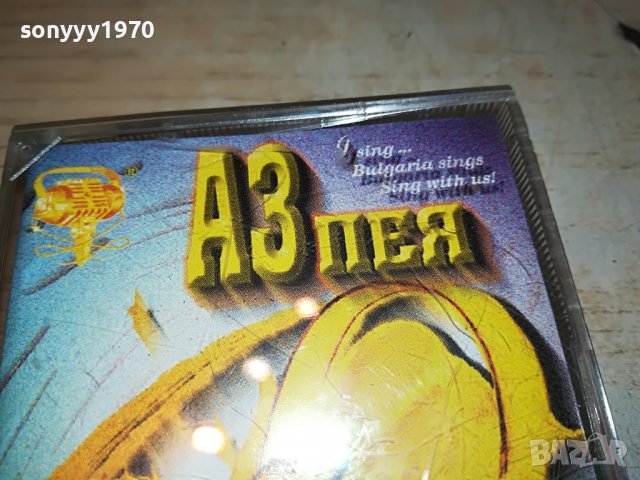 sonyyy1970
I sing ...
Bulgaria sings
Sing with us!
АЗ ПЕЯ
®
BAZAR